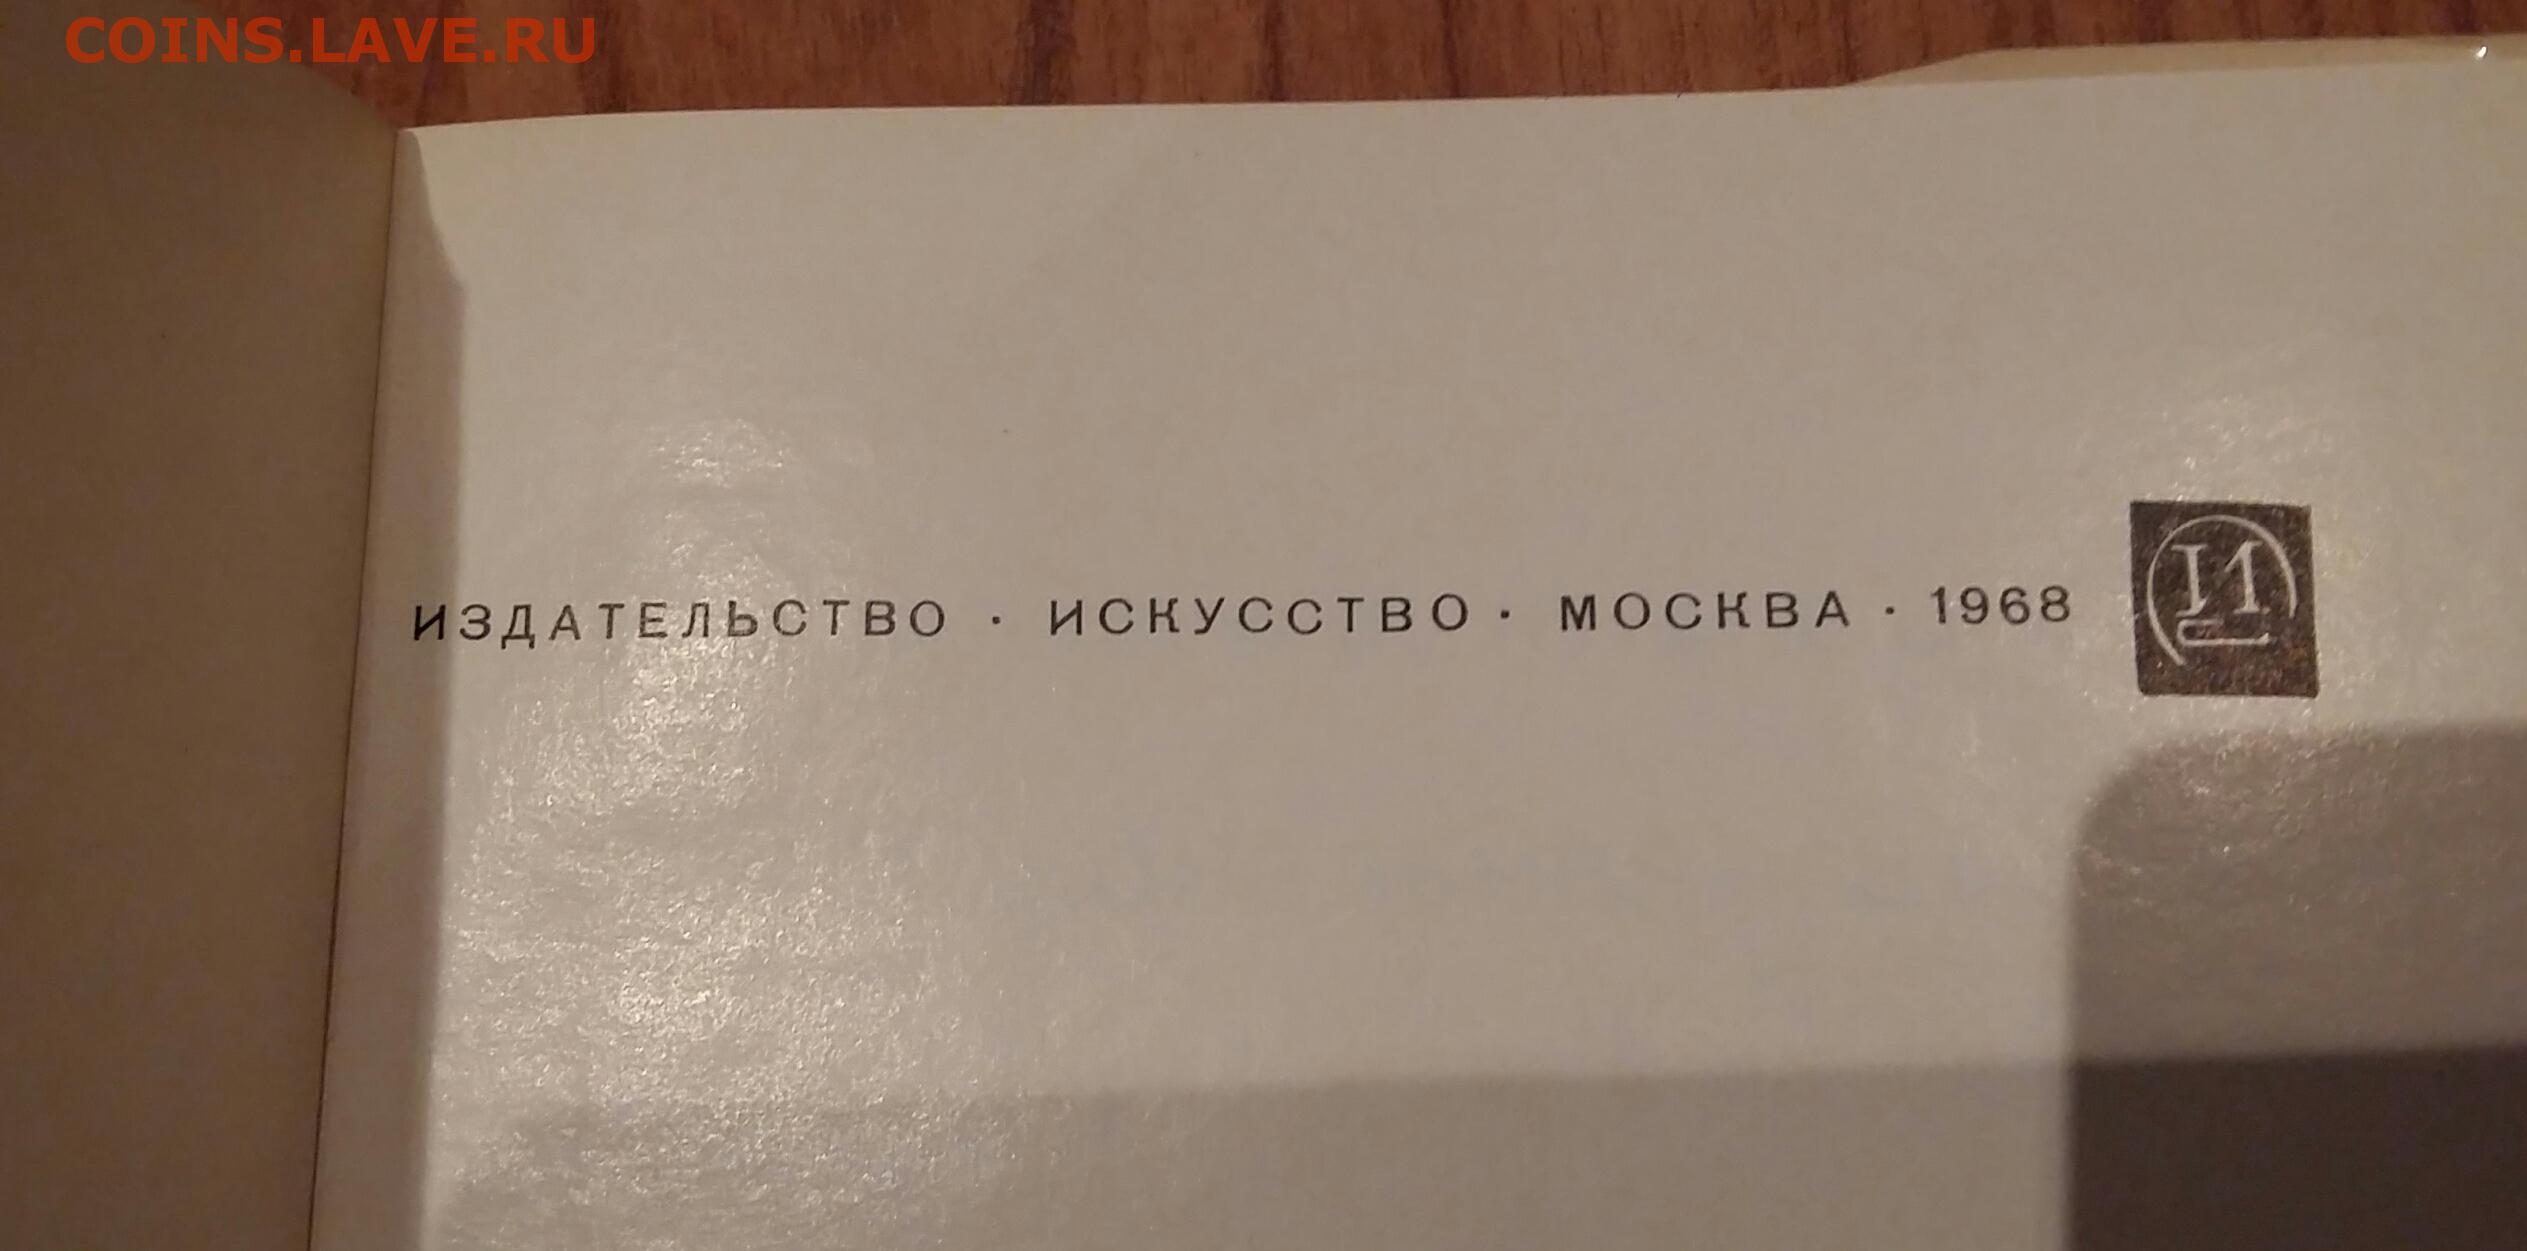 COINS.LAVE.RU
ИЗДАТЕЛЬСТВО · ИСКУССТВО · МОСКВА · 1968
И